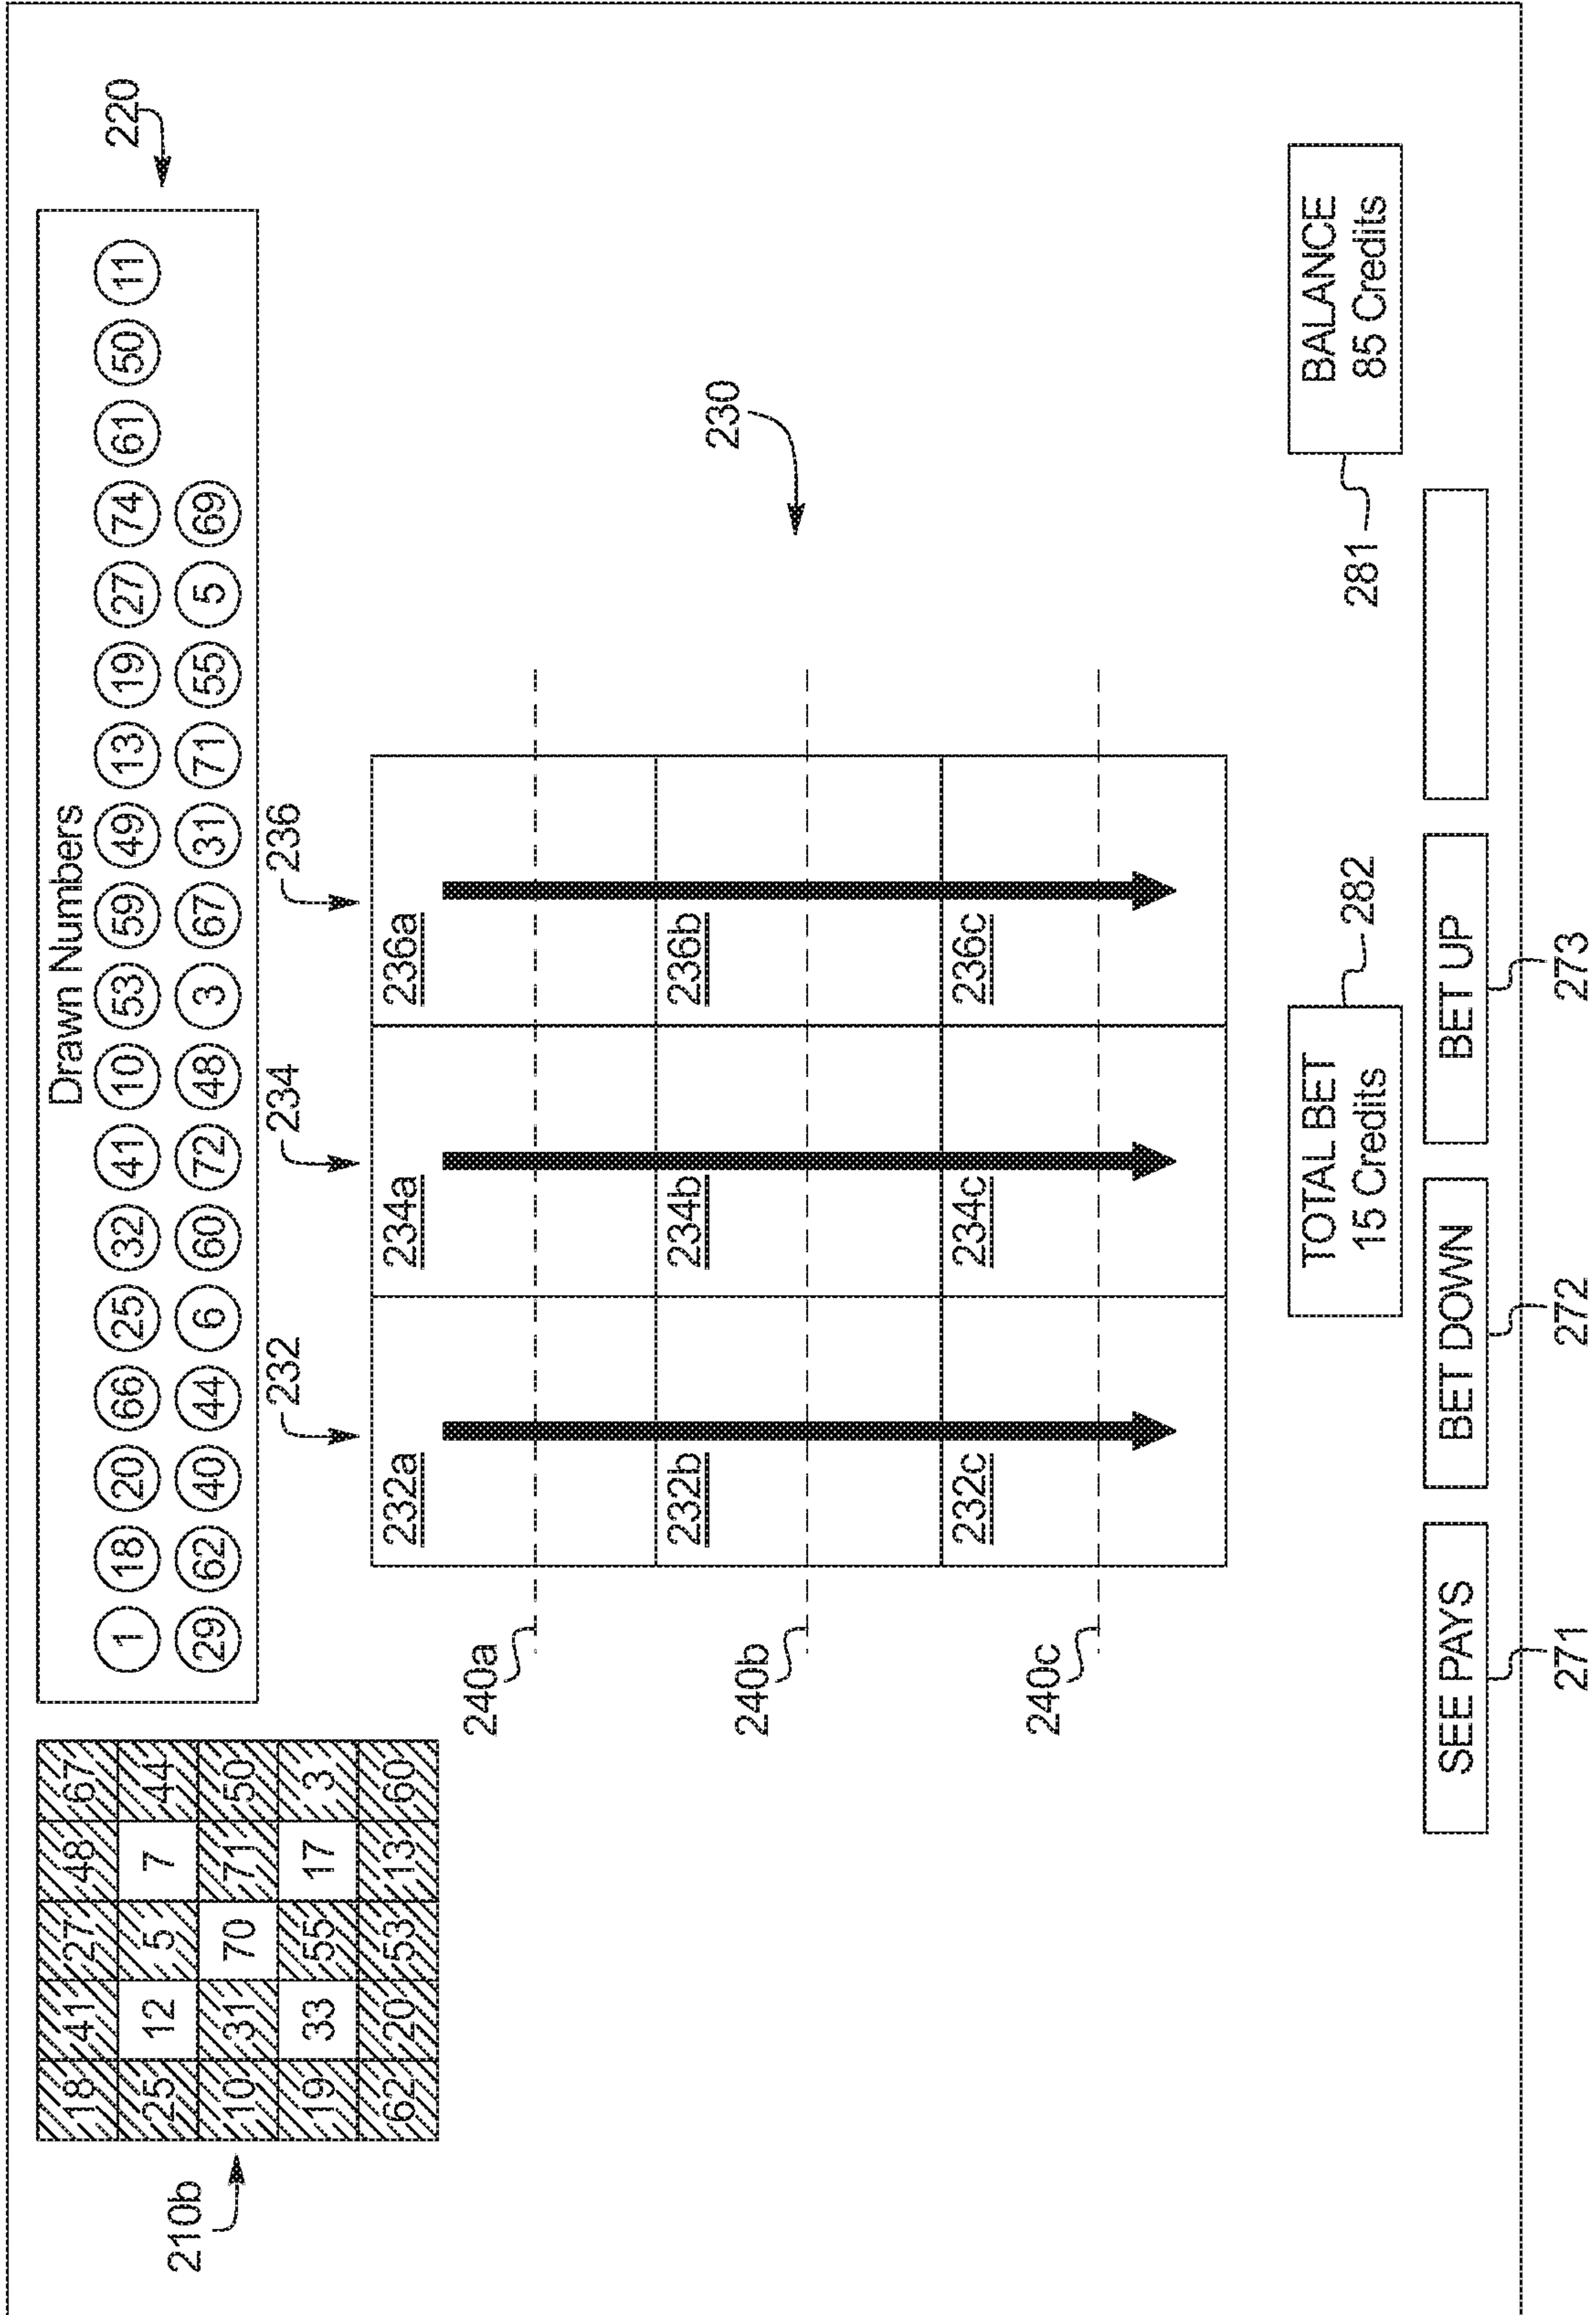 Drawn Numbers
220
1 18 20 66 25 32 41 10 53 59 49 13 19 27 74 61 50 11
29 62 40 44 6 60 72 48 3 67 31 71 55 5 69
18 41 27 48 67
25 12 5 7 44
10 31 70 71 50
19 33 55 17 3
62 20 53 13 60
210b
232 234 236
232a 234a 236a
240a
232b 234b 236b
240b
230
232c 234c 236c
240c
TOTAL BET
15 Credits
282
BALANCE
85 Credits
281
SEE PAYS BET DOWN BET UP
271 272 273